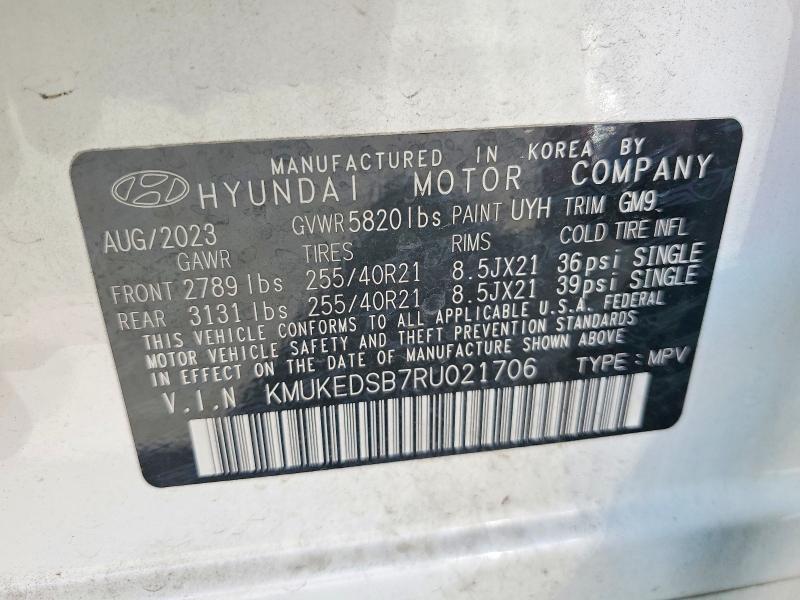 MANUFACTURED IN KOREA BY
HYUNDAI MOTOR COMPANY
AUG/2023 GVWR 5820 lbs PAINT UYH TRIM GM9
GAWR TIRES RIMS COLD TIRE INFL
FRONT 2789 lbs 255/40R21 8.5JX21 36psi SINGLE
REAR 3131 lbs 255/40R21 8.5JX21 39psi SINGLE
THIS VEHICLE CONFORMS TO ALL APPLICABLE U.S.A. FEDERAL
MOTOR VEHICLE SAFETY AND THEFT PREVENTION STANDARDS
IN EFFECT ON THE DATE OF MANUFACTURE SHOWN ABOVE
V.I.N KMUKEDSB7RU021706 TYPE : MPV